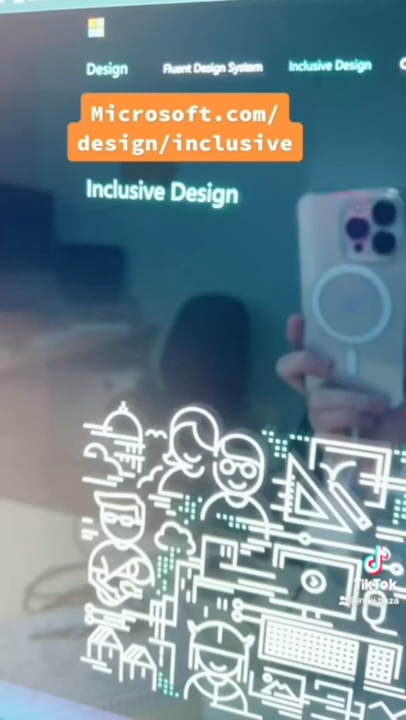 Design Fluent Design System Inclusive Design
Microsoft.com/
design/inclusive
Inclusive Design
TikTok